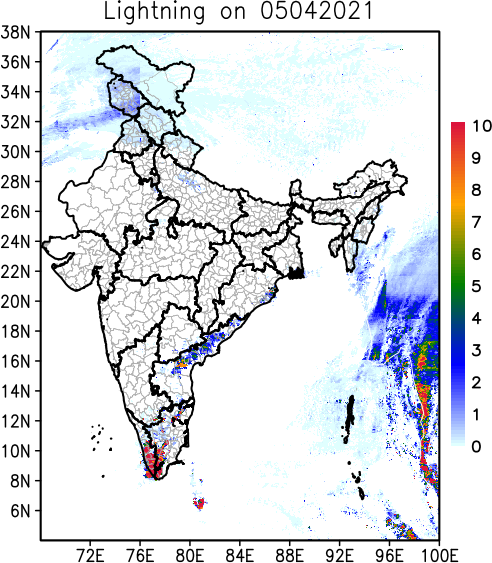 Lightning on 05042021
38N
36N
34N
32N
30N
28N
26N
24N
22N
20N
18N
16N
14N
12N
10N
8N
6N
10
9
8
7
6
5
4
3
2
1
0
72E 76E 80E 84E 88E 92E 96E 100E